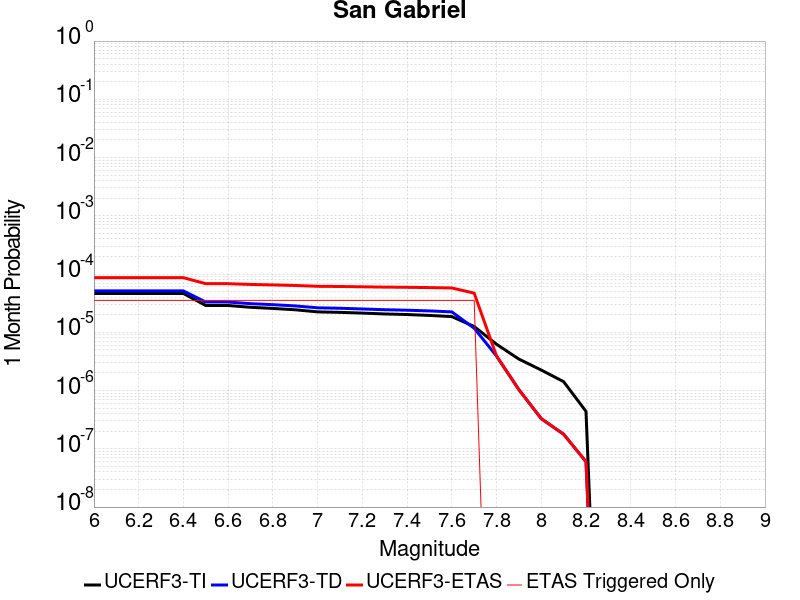 San Gabriel
10^0
10^-1
10^-2
10^-3
10^-4
10^-5
10^-6
10^-7
10^-8
1 Month Probability
6 6.2 6.4 6.6 6.8 7 7.2 7.4 7.6 7.8 8 8.2 8.4 8.6 8.8 9
Magnitude
UCERF3-TI UCERF3-TD UCERF3-ETAS ETAS Triggered Only